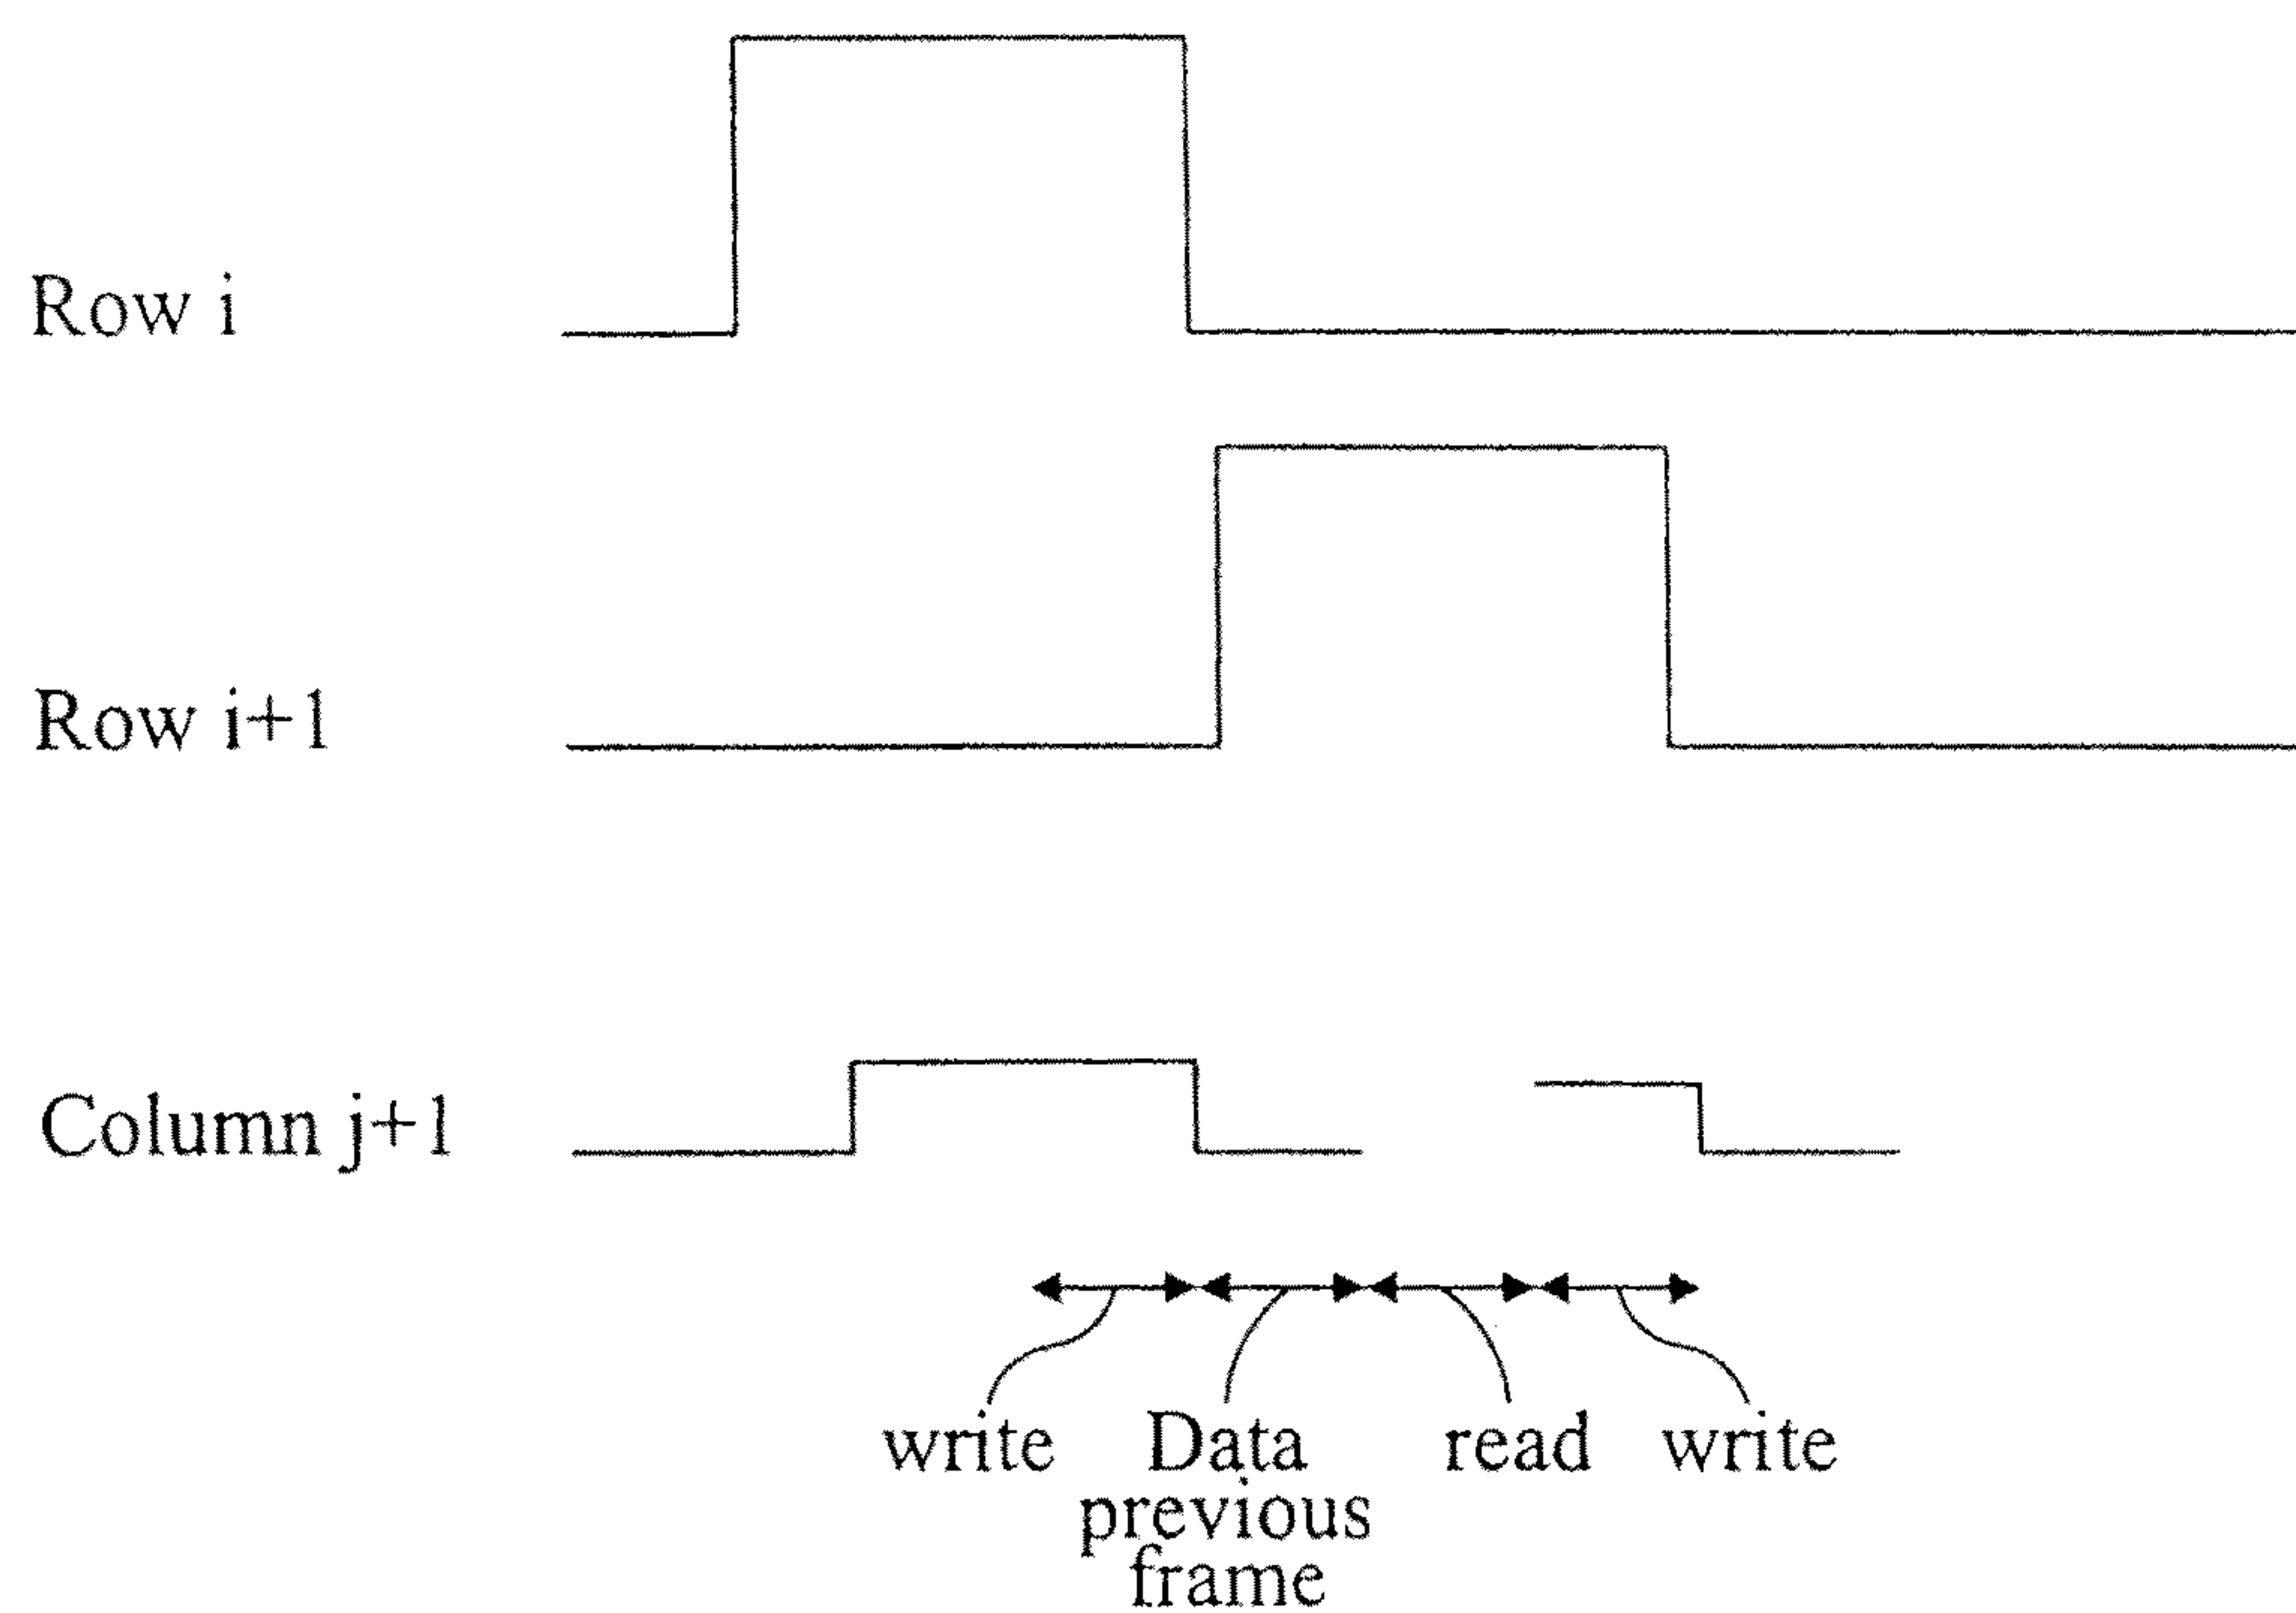 Row i
Row i+1
Column j+1
write Data read write
previous
frame